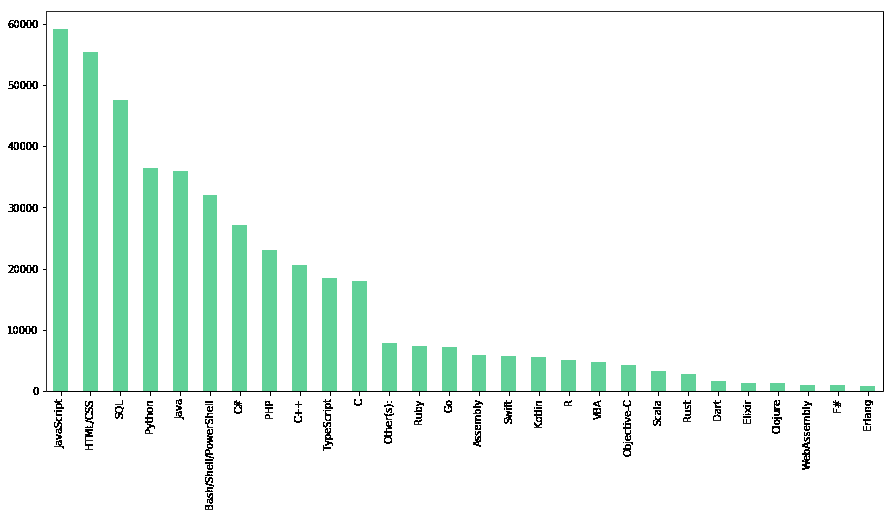 60000
50000
40000
30000
20000
10000
0
JavaScript
HTML/CSS
SQL
Python
Java
Bash/Shell/PowerShell
C#
PHP
C++
TypeScript
C
Other(s):
Ruby
Go
Assembly
Swift
Kotlin
R
VBA
Objective-C
Scala
Rust
Dart
Elixir
Clojure
WebAssembly
F#
Erlang